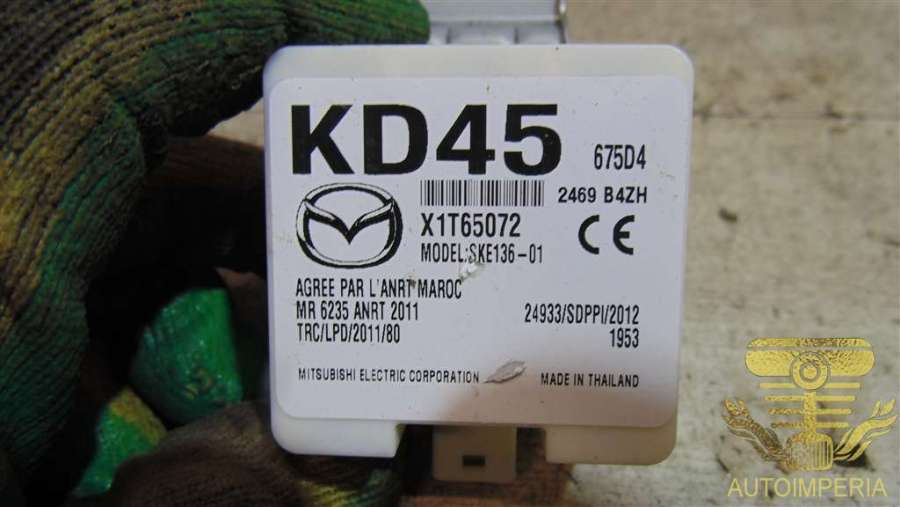 KD45
675D4
2469 B4ZH
X1T65072
CE
MODEL:SKE136-01
AGREE PAR L'ANRT MAROC
MR 6235 ANRT 2011
24933/SDPPI/2012
TRC/LPD/2011/80
1953
MITSUBISHI ELECTRIC CORPORATION
MADE IN THAILAND
AUTOIMPERIA